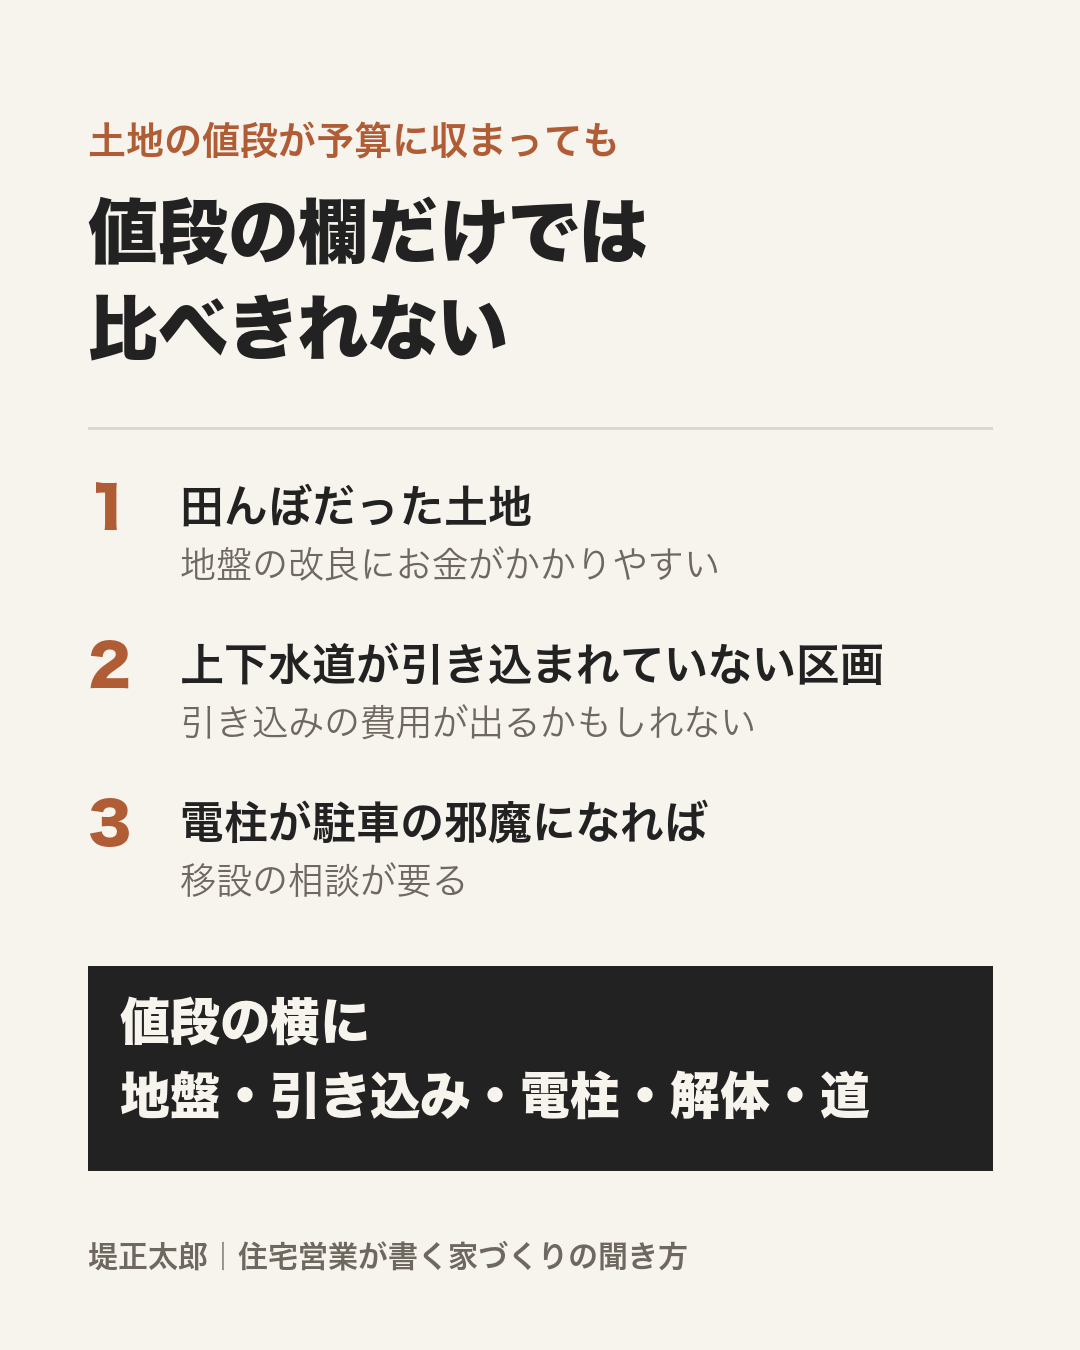 土地の値段が予算に収まっても
値段の欄だけでは
比べきれない
1 田んぼだった土地
地盤の改良にお金がかかりやすい
2 上下水道が引き込まれていない区画
引き込みの費用が出るかもしれない
3 電柱が駐車の邪魔になれば
移設の相談が要る
値段の横に
地盤・引き込み・電柱・解体・道
堤正太郎｜住宅営業が書く家づくりの聞き方